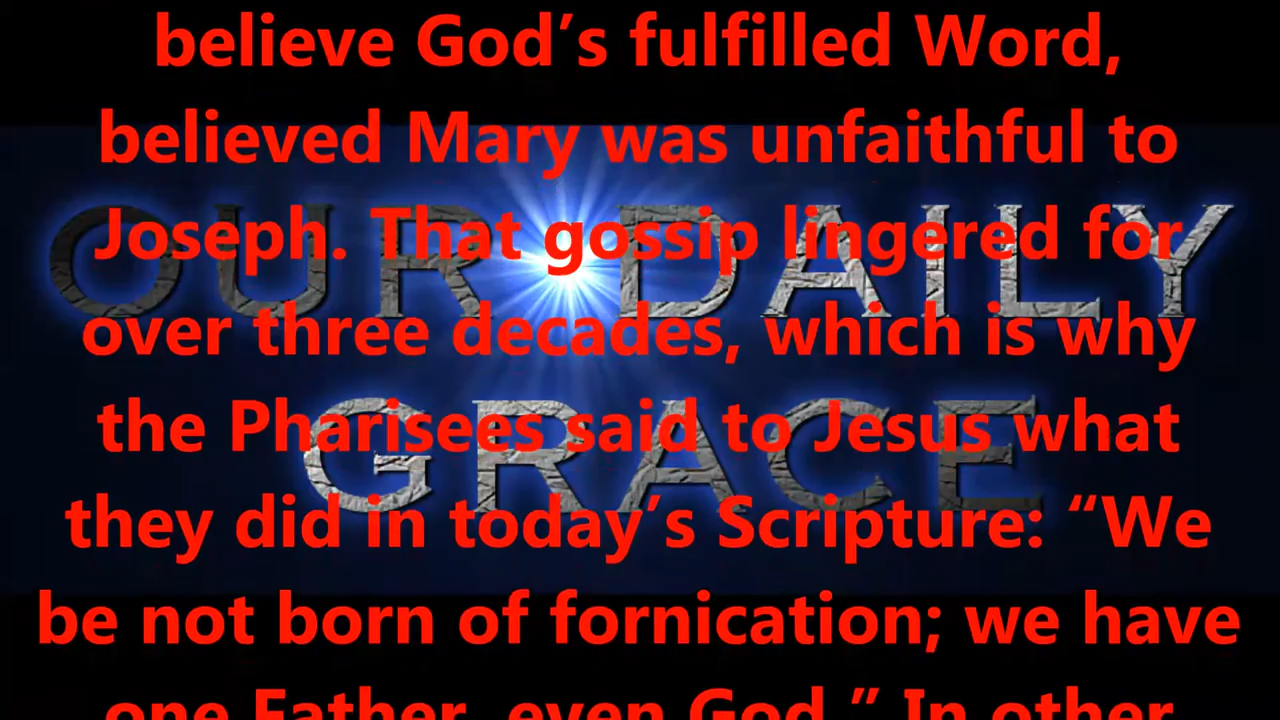 believe God’s fulfilled Word,
believed Mary was unfaithful to
Joseph. That gossip lingered for
over three decades, which is why
the Pharisees said to Jesus what
they did in today’s Scripture: “We
be not born of fornication; we have
one Father, even God.” In other
OUR DAILY
GRACE